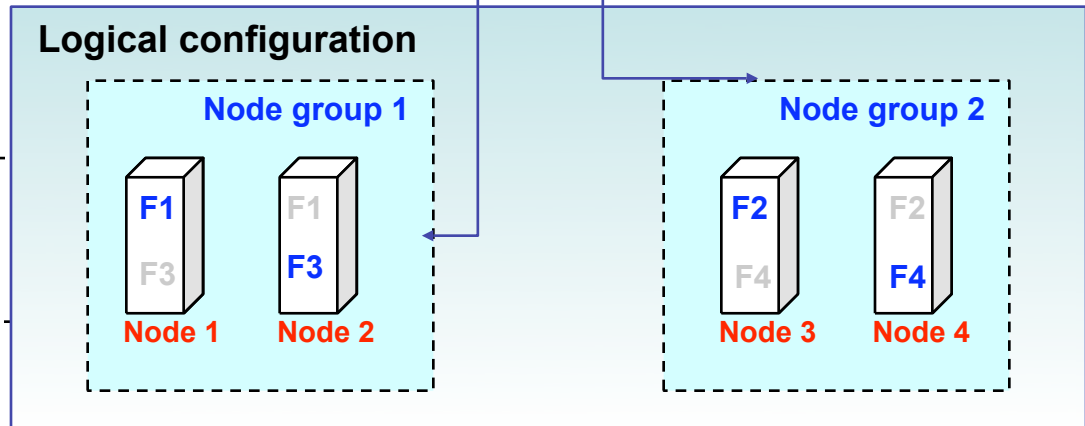 Logical configuration
Node group 1
Node group 2
F1
F1
F2
F2
F3
F3
F4
F4
Node 1
Node 2
Node 3
Node 4